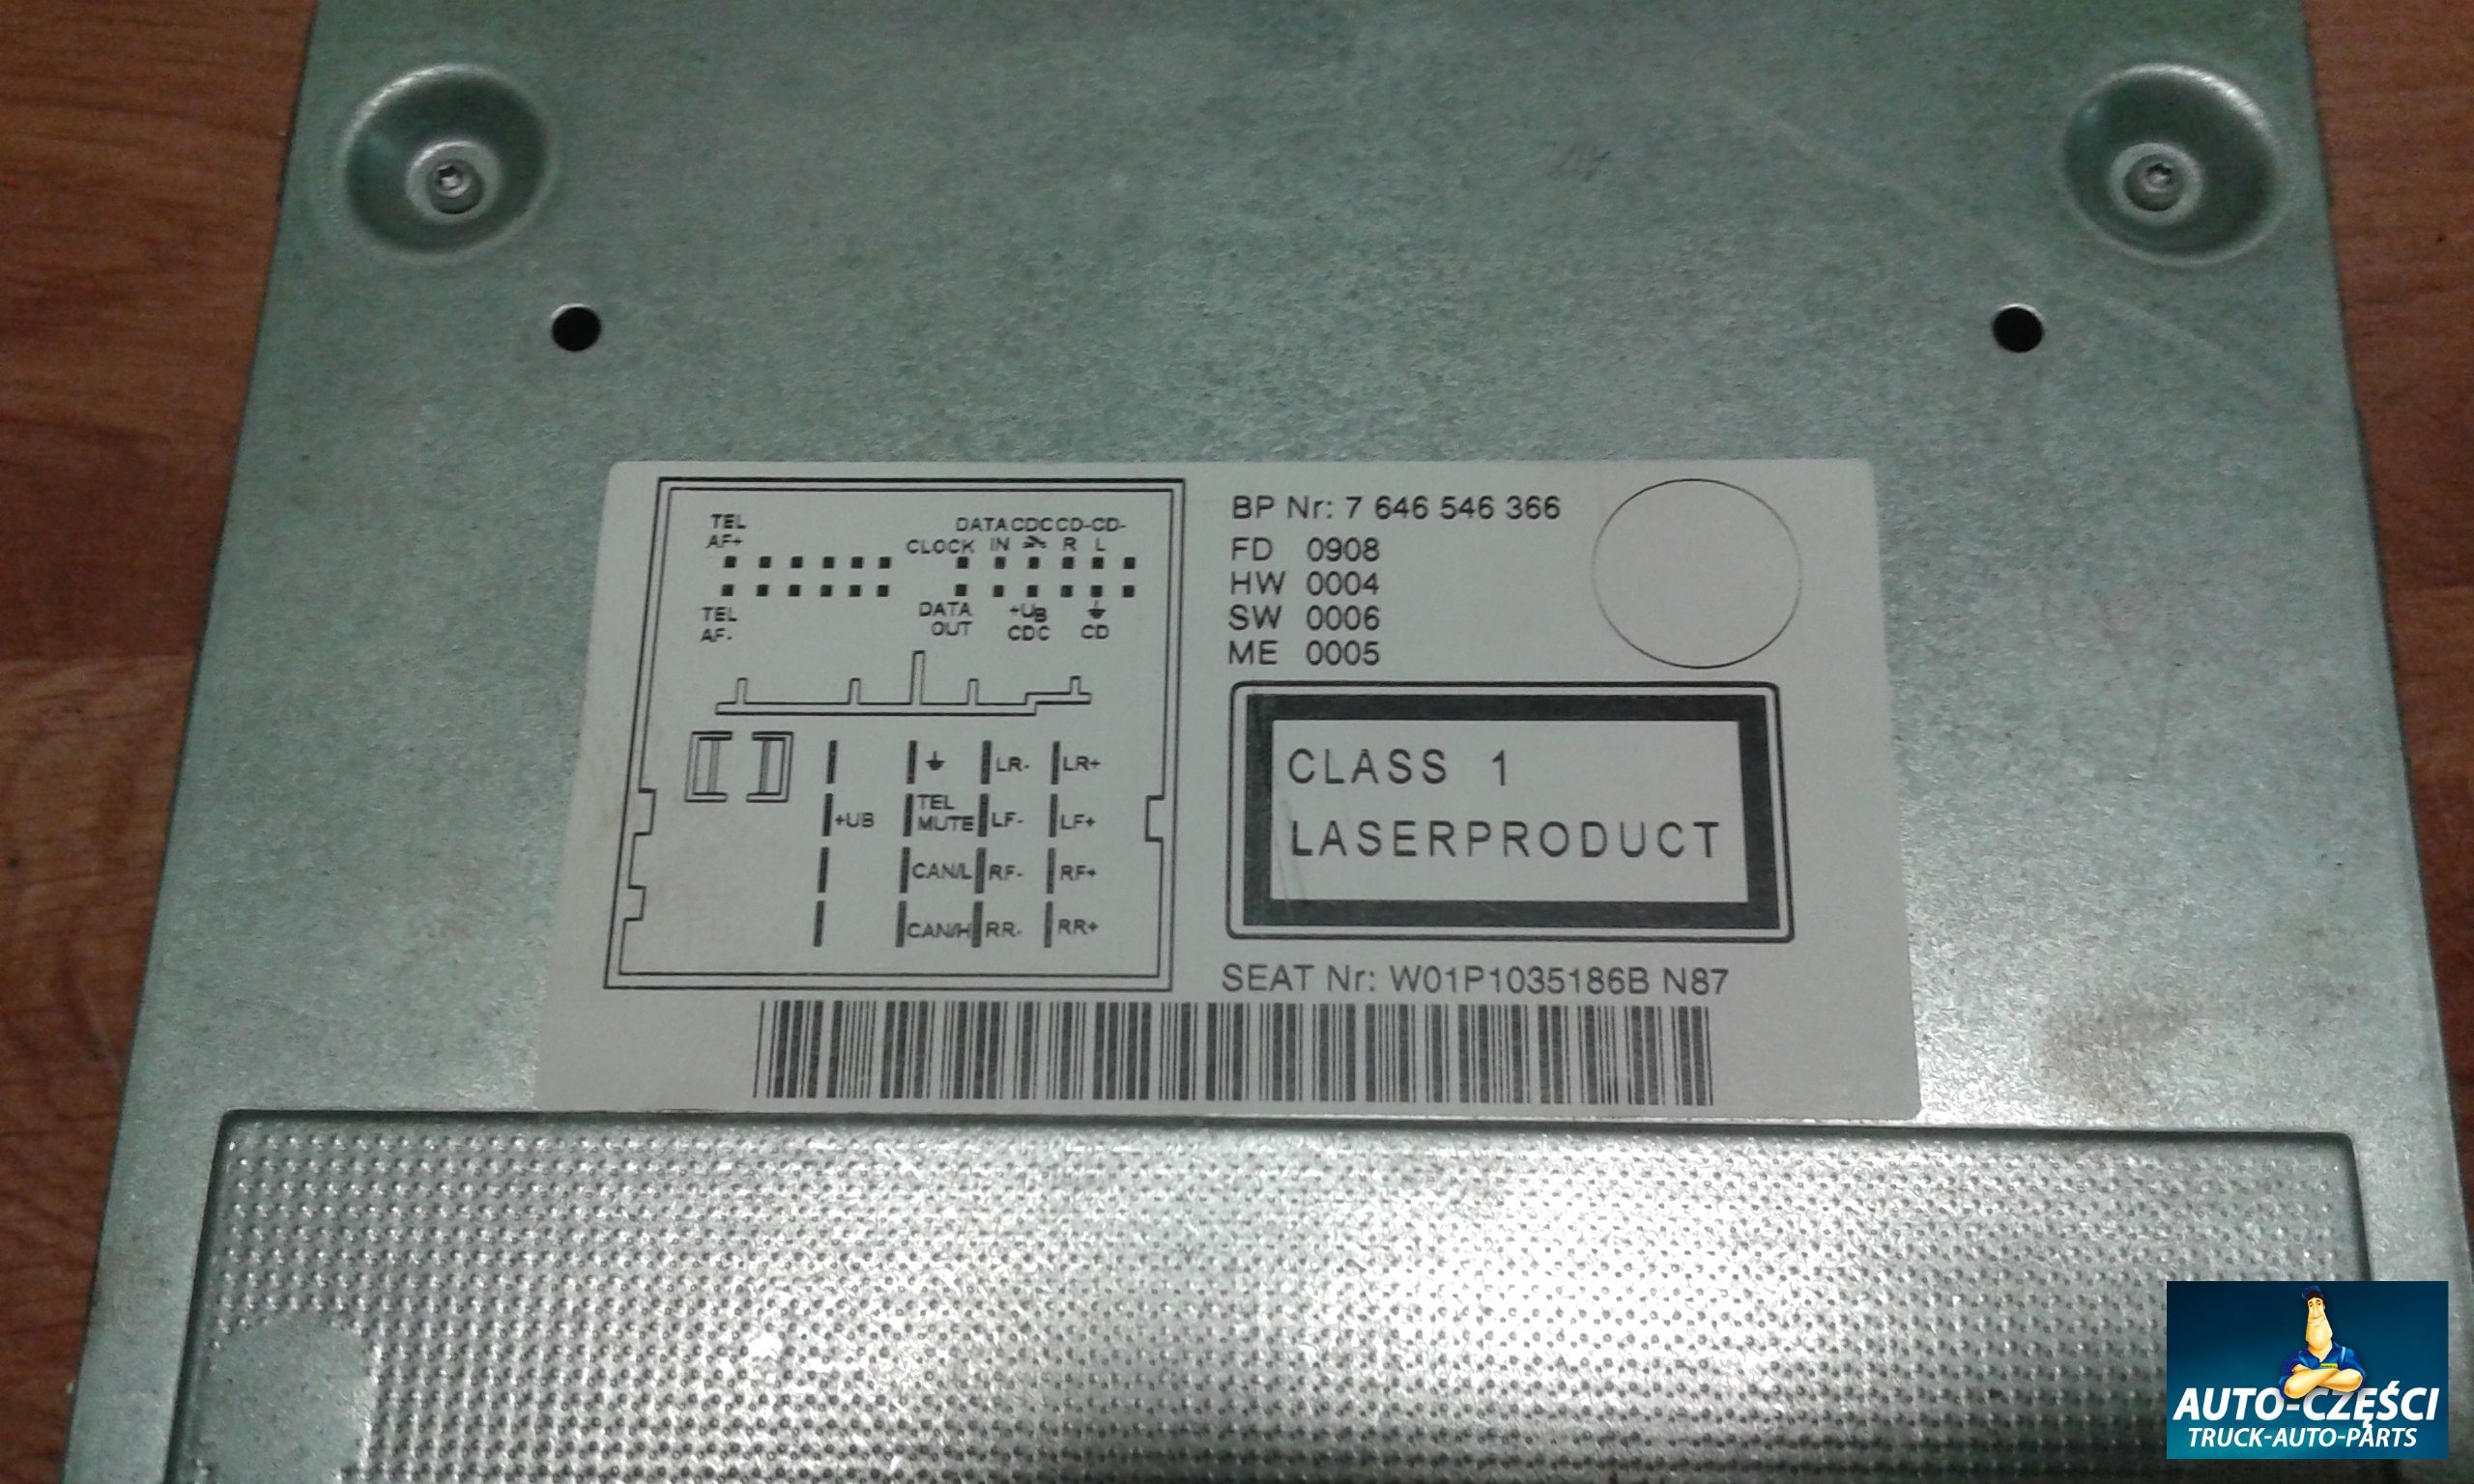 TEL
AF+
DATA CDC CD- CD-
CLOCK IN R L
TEL
AF-
DATA
OUT
+UB
CDC
CD
LR- LR+
+UB TEL
MUTE LF- LF+
CAN/L RF- RF+
CAN/H RR- RR+
BP Nr: 7 646 546 366
FD 0908
HW 0004
SW 0006
ME 0005
CLASS 1
LASERPRODUCT
SEAT Nr: W01P1035186B N87
AUTO-CZĘŚCI
TRUCK-AUTO-PARTS